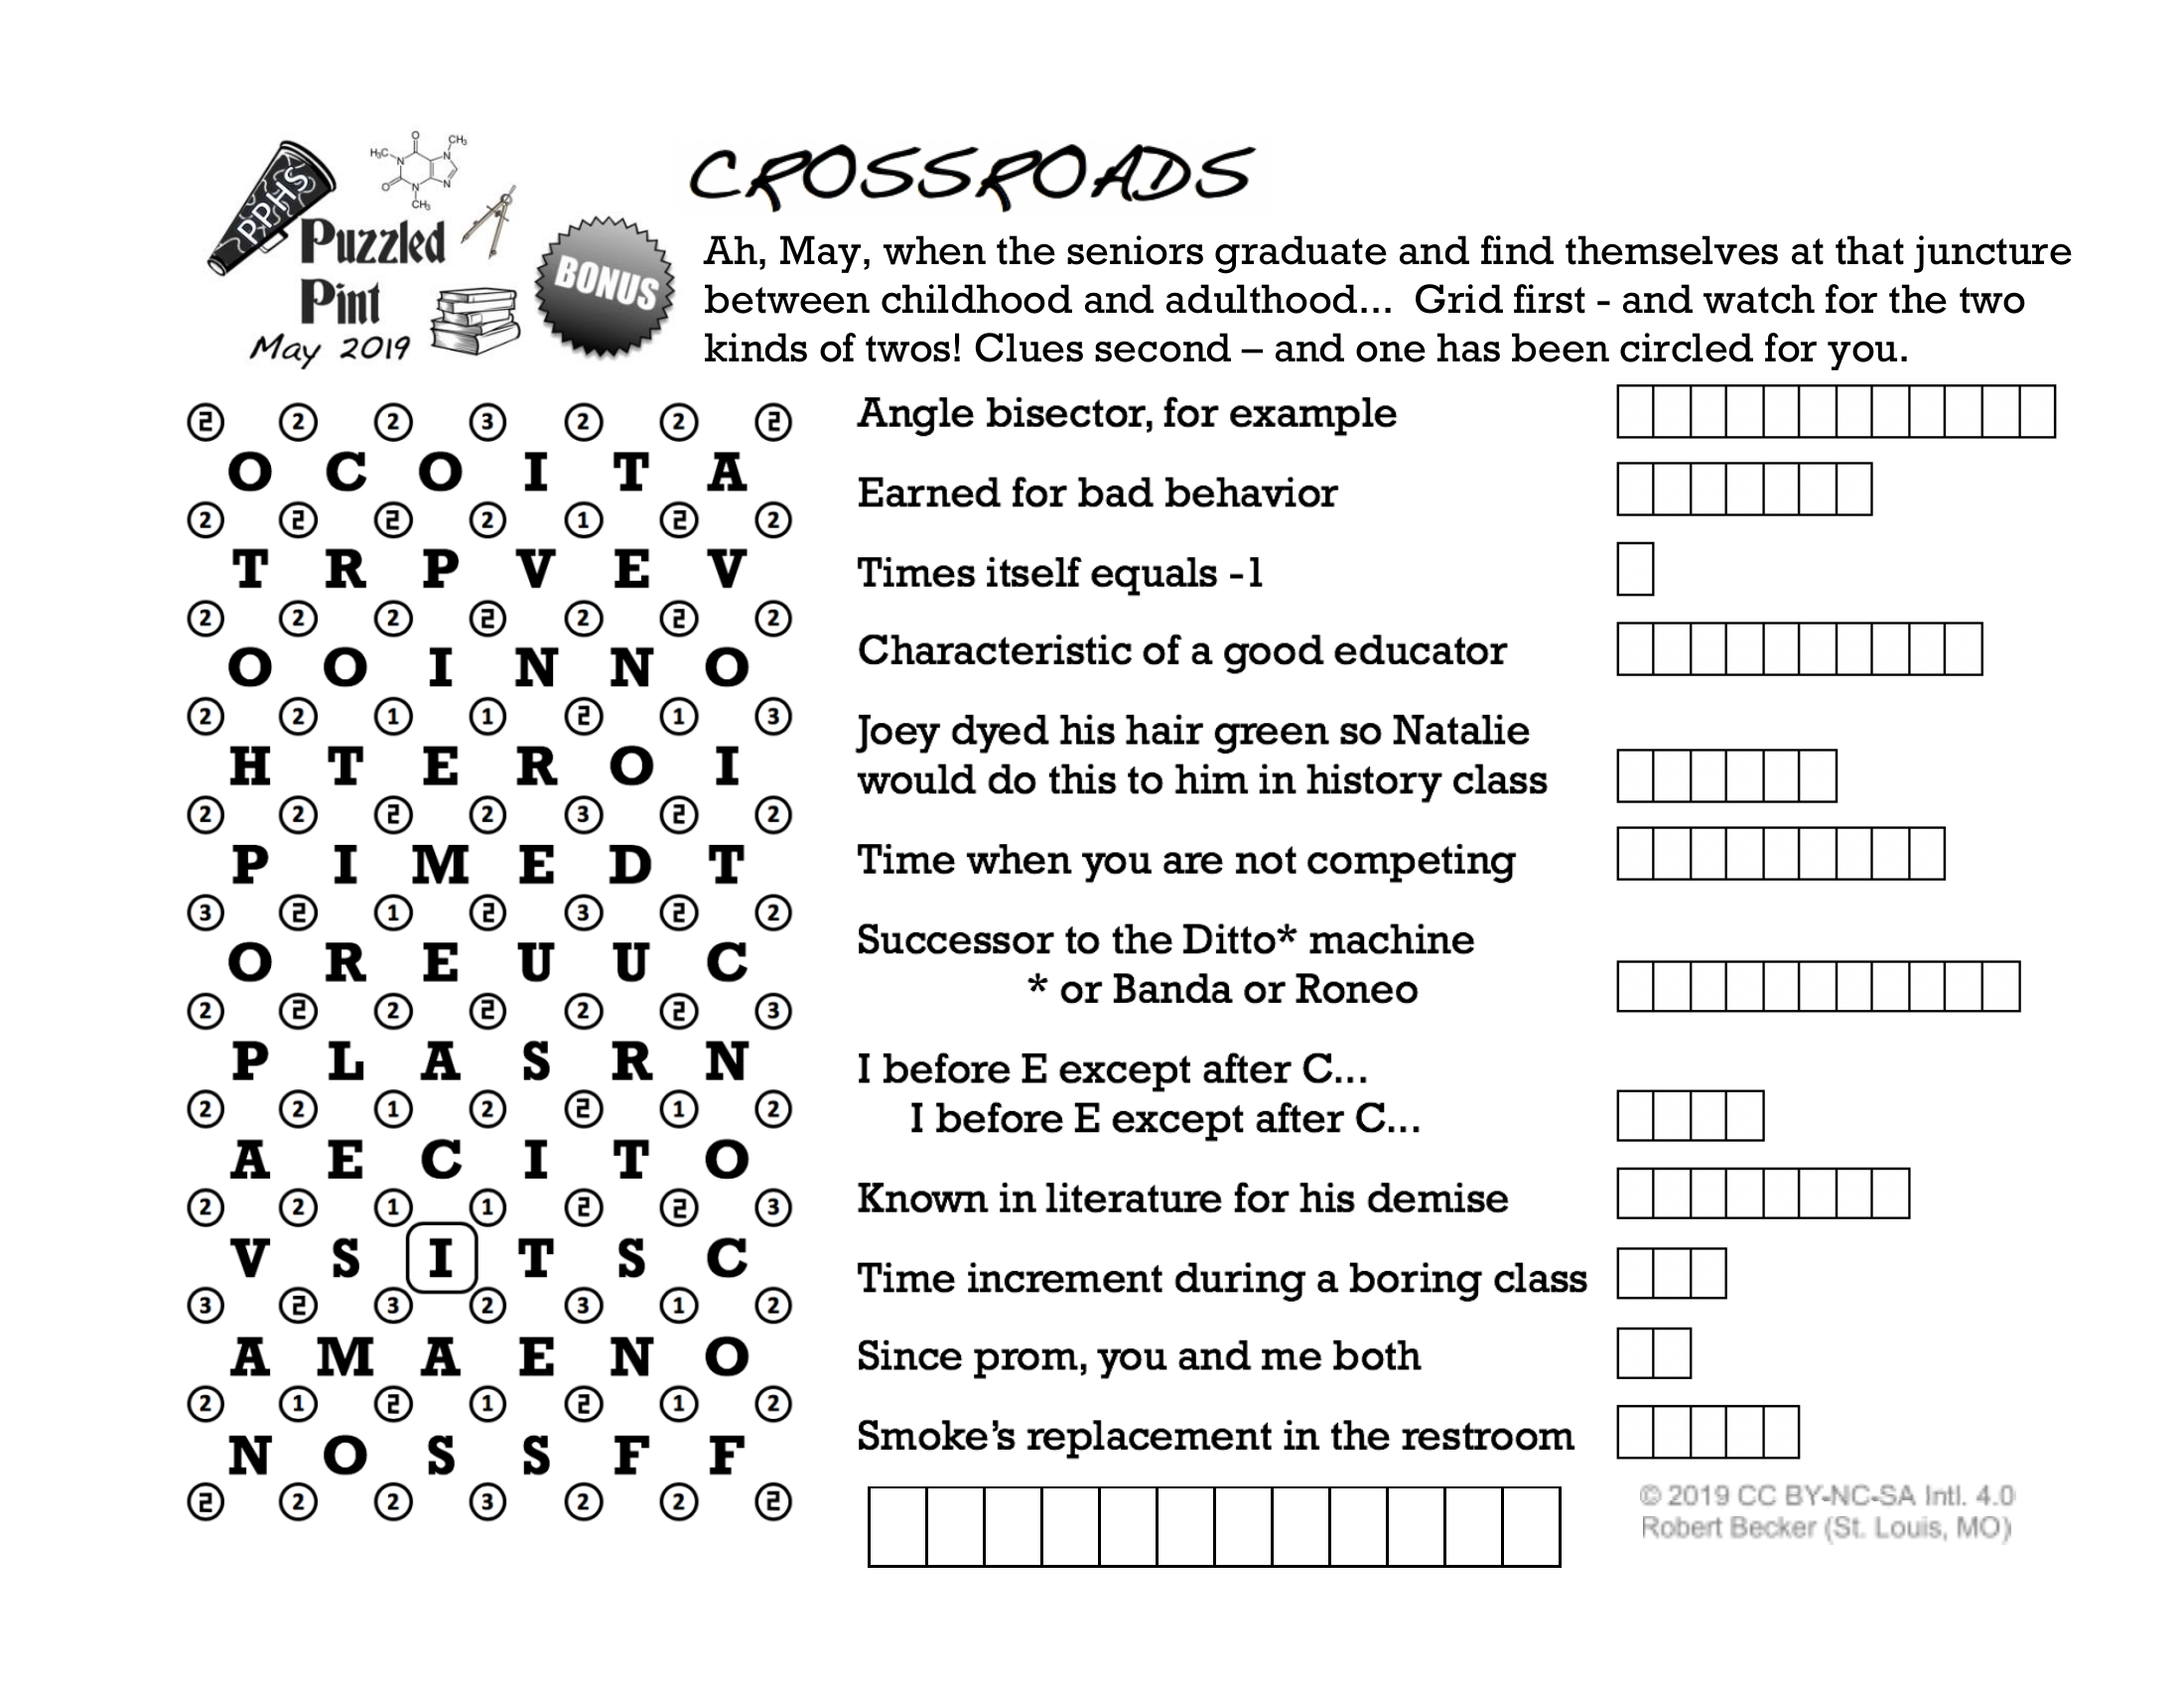 PPHS
H₃C
O
CH₃
N
N
O
N
N
CH₃
Puzzled
Pint
May 2019
BONUS
CROSSROADS
Ah, May, when the seniors graduate and find themselves at that juncture
between childhood and adulthood... Grid first - and watch for the two
kinds of twos! Clues second – and one has been circled for you.
2 2 2 3 2 2 2
O C O I T A
2 2 2 2 1 2 2
T R P V E V
2 2 2 2 2 2 2
O O I N N O
2 2 1 1 2 1 3
H T E R O I
2 2 2 2 3 2 2
P I M E D T
3 2 1 2 3 2 2
O R E U U C
2 2 2 2 2 2 3
P L A S R N
2 2 1 2 2 1 2
A E C I T O
2 2 1 1 2 2 3
V S I T S C
3 2 3 2 3 1 2
A M A E N O
2 1 2 1 2 1 2
N O S S F F
2 2 2 3 2 2 2
Angle bisector, for example
Earned for bad behavior
Times itself equals -1
Characteristic of a good educator
Joey dyed his hair green so Natalie
would do this to him in history class
Time when you are not competing
Successor to the Ditto* machine
* or Banda or Roneo
I before E except after C...
I before E except after C...
Known in literature for his demise
Time increment during a boring class
Since prom, you and me both
Smoke's replacement in the restroom
© 2019 CC BY-NC-SA Intl. 4.0
Robert Becker (St. Louis, MO)